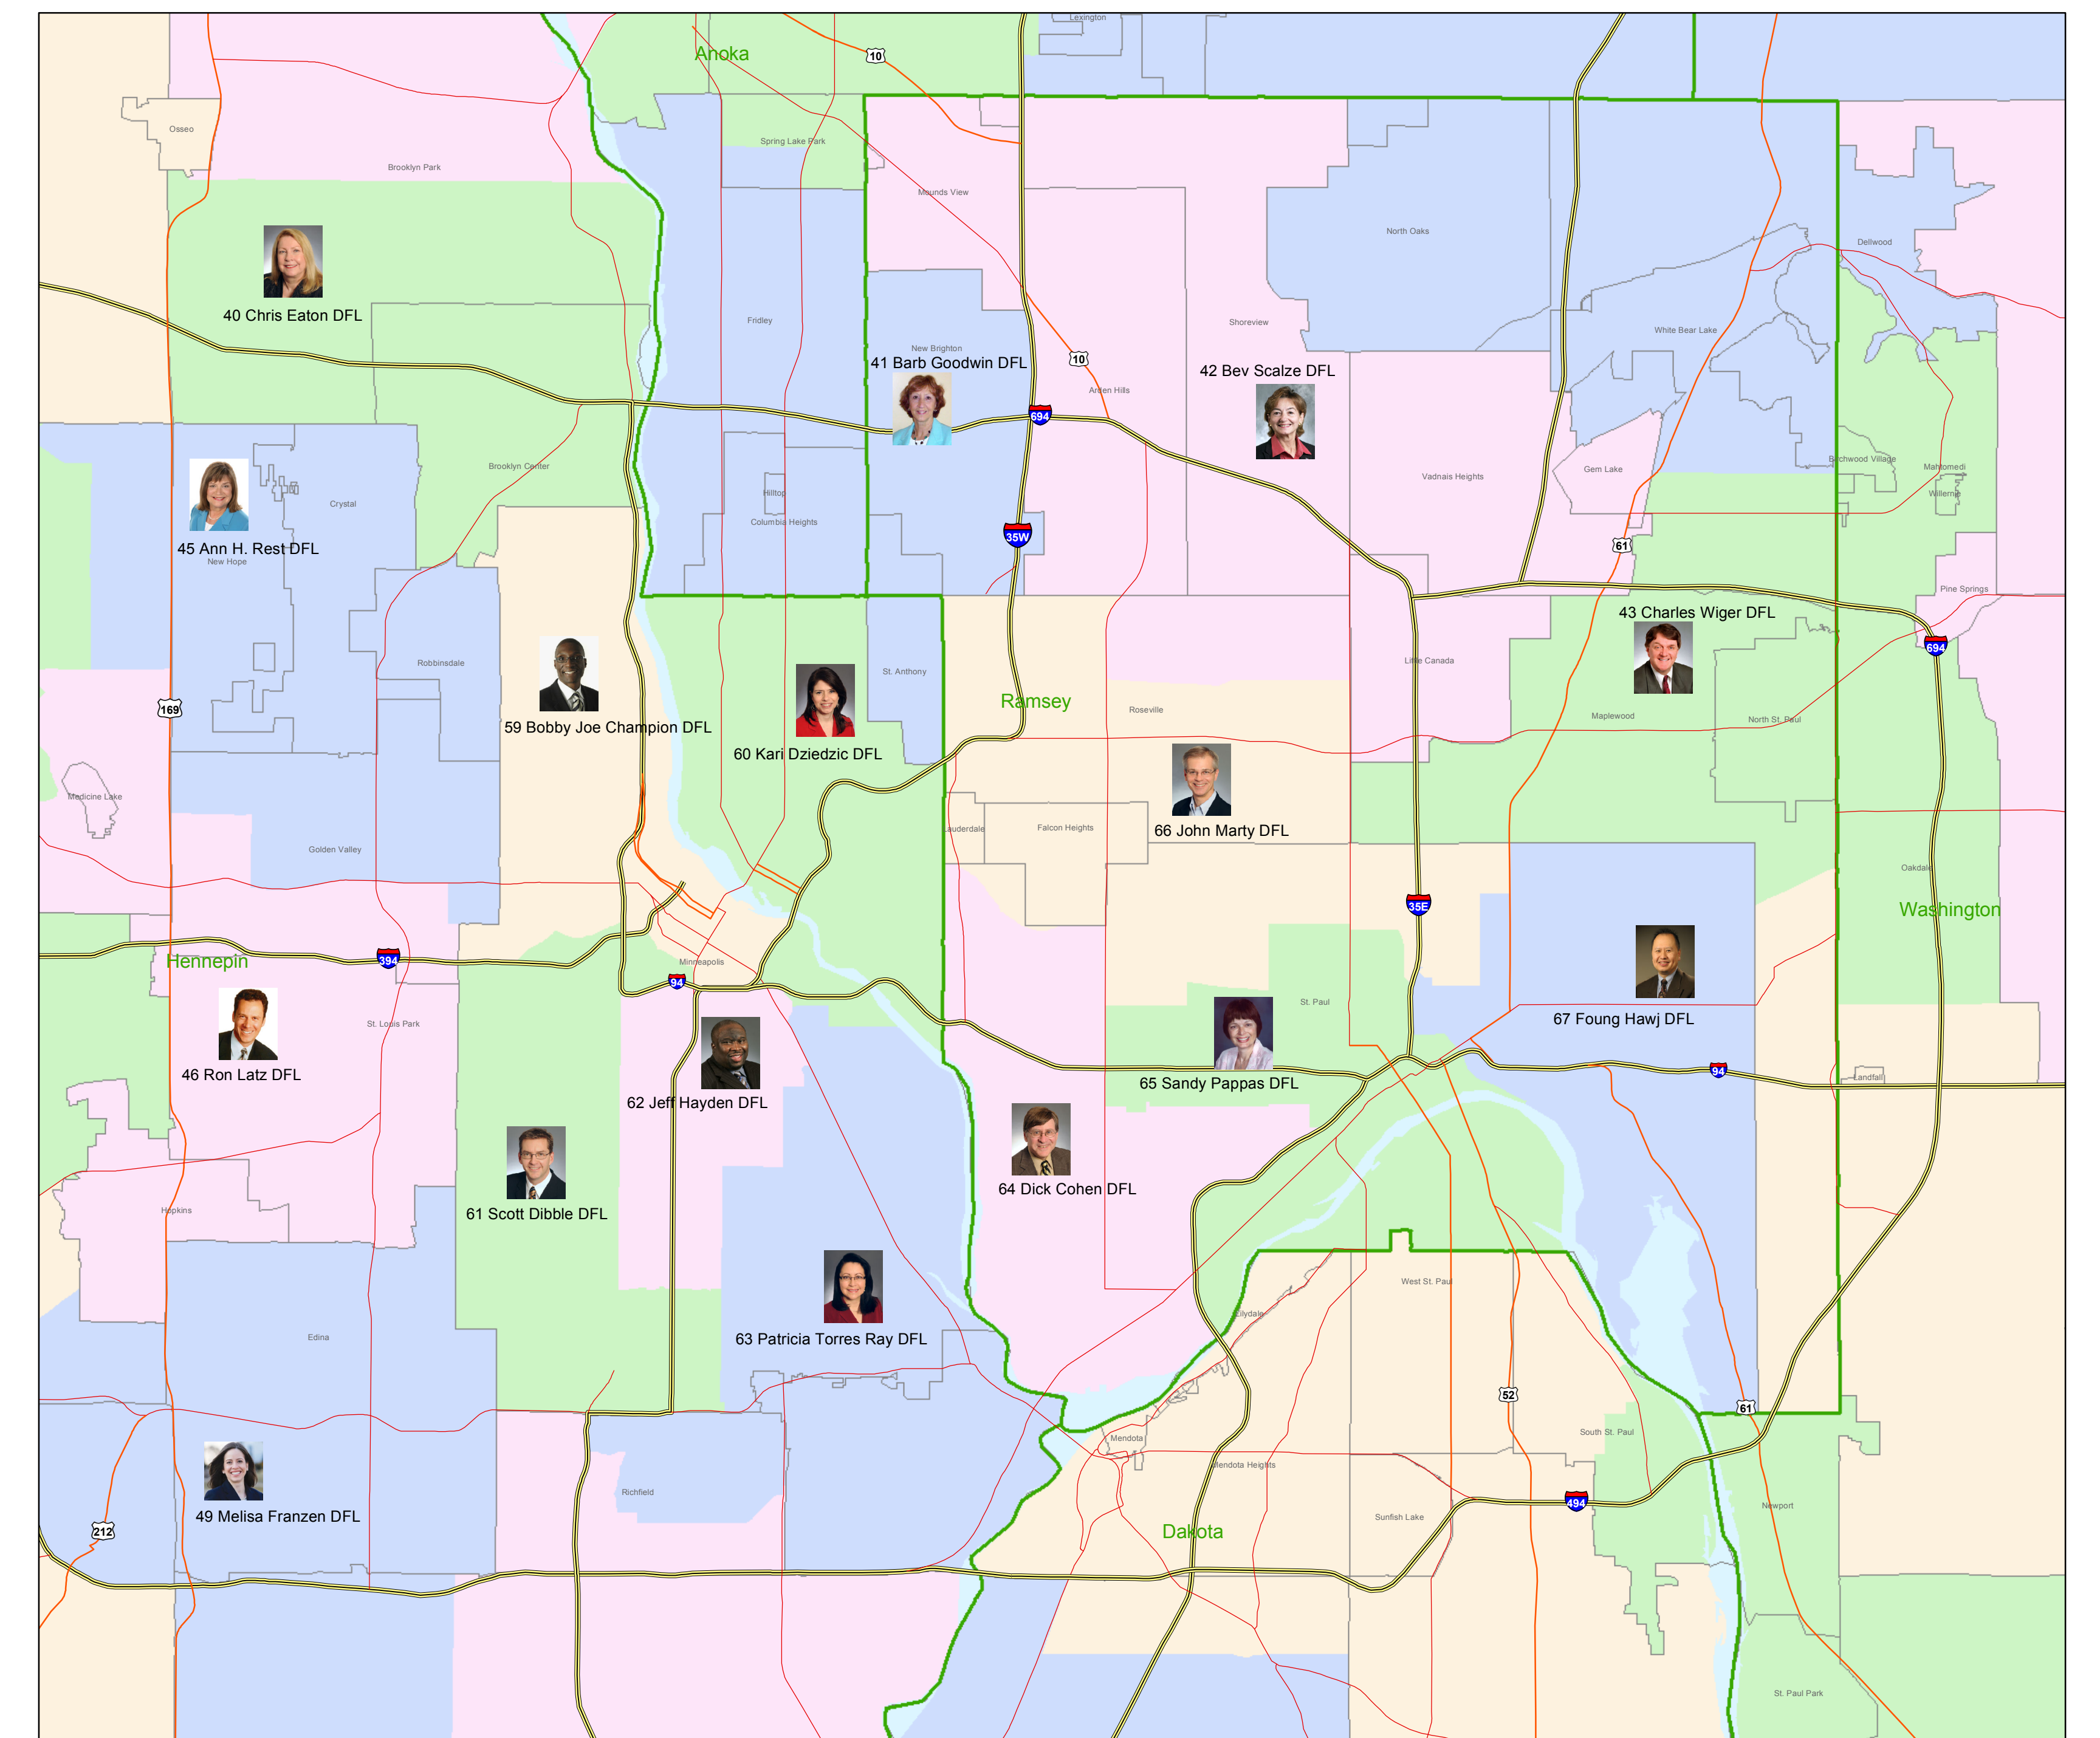 Lexington
Anoka
10
Osseo
Spring Lake Park
Brooklyn Park
Mounds View
North Oaks
Dellwood
40 Chris Eaton DFL
Fridley
Shoreview
White Bear Lake
New Brighton
41 Barb Goodwin DFL
10
42 Bev Scalze DFL
Arden Hills
694
Brooklyn Center
Birchwood Village
Mahtomedi
Gem Lake
Vadnais Heights
Willernie
Hilltop
Crystal
Columbia Heights
35W
61
45 Ann H. Rest DFL
New Hope
Pine Springs
43 Charles Wiger DFL
694
Robbinsdale
Little Canada
St. Anthony
Ramsey
169
Roseville
Maplewood
North St. Paul
59 Bobby Joe Champion DFL
60 Kari Dziedzic DFL
Medicine Lake
Lauderdale
Falcon Heights
66 John Marty DFL
Golden Valley
Oakdale
35E
Washington
Hennepin
394
Minneapolis
94
St. Paul
St. Louis Park
67 Foung Hawj DFL
46 Ron Latz DFL
94
Landfall
65 Sandy Pappas DFL
62 Jeff Hayden DFL
64 Dick Cohen DFL
Hopkins
61 Scott Dibble DFL
West St. Paul
Lilydale
Edina
63 Patricia Torres Ray DFL
52
61
South St. Paul
Mendota
Mendota Heights
Richfield
494
Newport
49 Melisa Franzen DFL
Sunfish Lake
212
Dakota
St. Paul Park